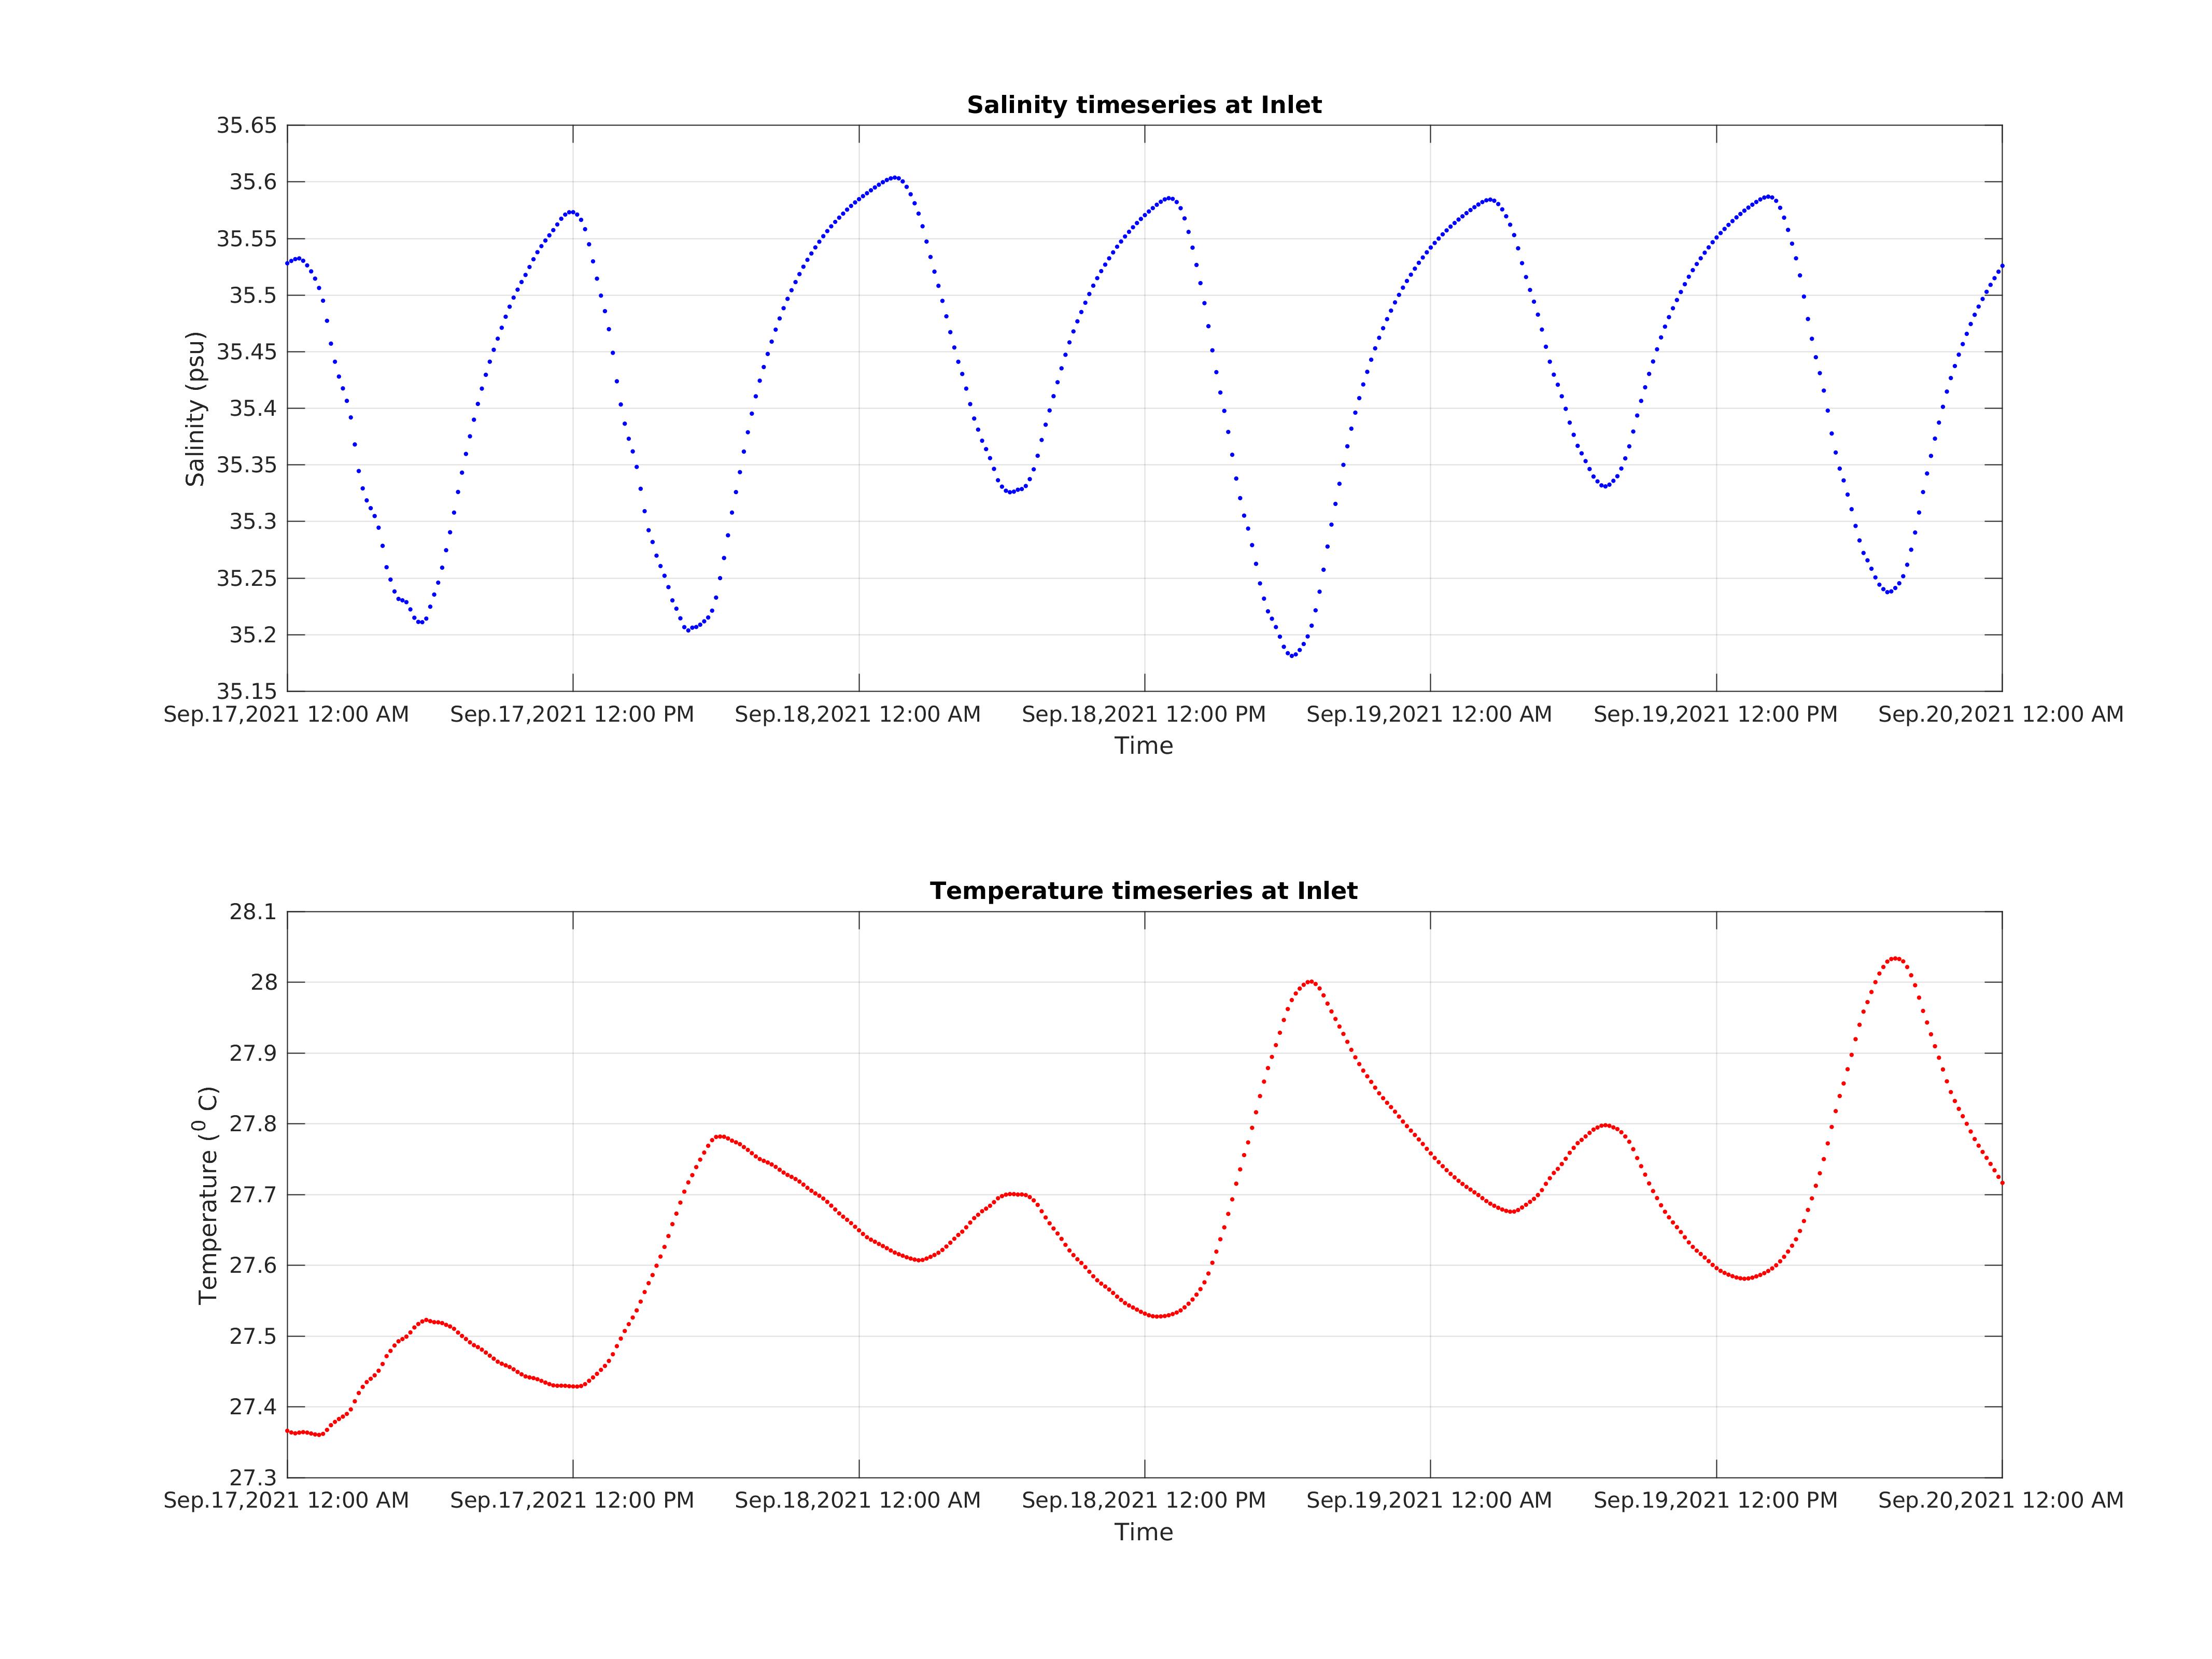 Salinity timeseries at Inlet
35.65
35.6
35.55
35.5
35.45
35.4
35.35
35.3
35.25
35.2
35.15
Salinity (psu)
Sep.17,2021 12:00 AM Sep.17,2021 12:00 PM Sep.18,2021 12:00 AM Sep.18,2021 12:00 PM Sep.19,2021 12:00 AM Sep.19,2021 12:00 PM Sep.20,2021 12:00 AM
Time
Temperature timeseries at Inlet
28.1
28
27.9
27.8
27.7
27.6
27.5
27.4
27.3
Temperature (⁰ C)
Sep.17,2021 12:00 AM Sep.17,2021 12:00 PM Sep.18,2021 12:00 AM Sep.18,2021 12:00 PM Sep.19,2021 12:00 AM Sep.19,2021 12:00 PM Sep.20,2021 12:00 AM
Time